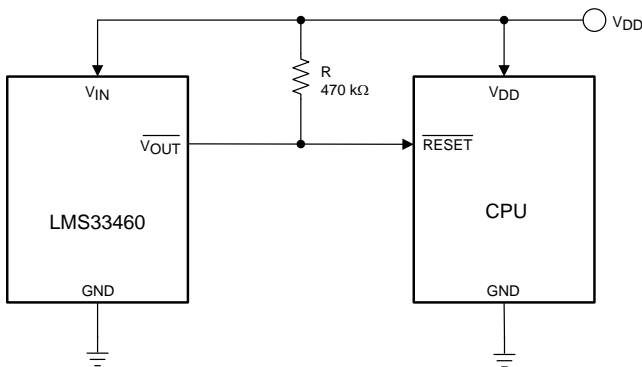 VDD
R
470 kΩ
VIN
VDD
VOUT
RESET
LMS33460
CPU
GND
GND